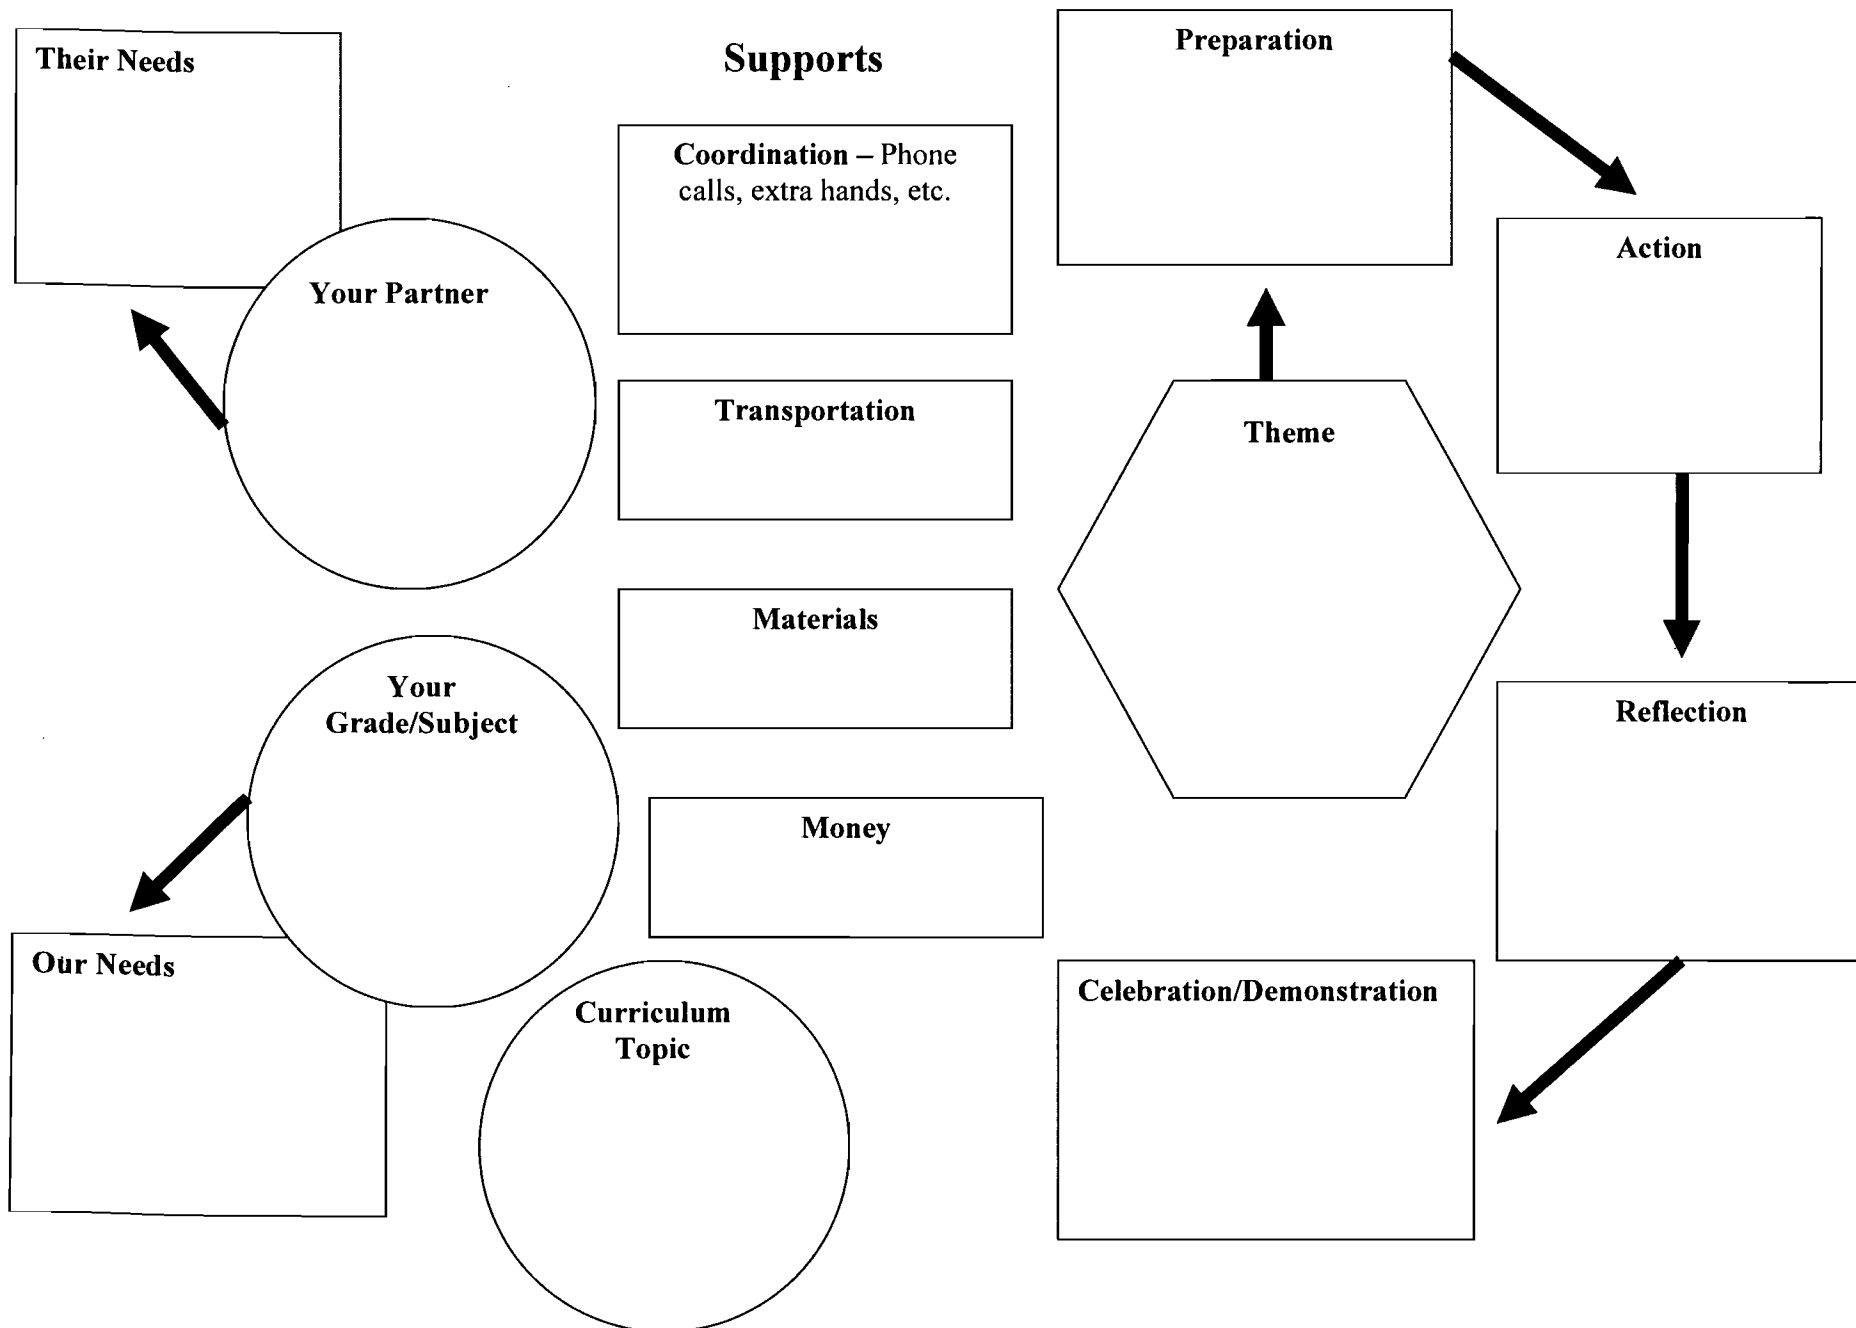 Their Needs
Your Partner
Your
Grade/Subject
Our Needs
Supports
Coordination – Phone
calls, extra hands, etc.
Transportation
Materials
Money
Curriculum
Topic
Theme
Preparation
Action
Reflection
Celebration/Demonstration